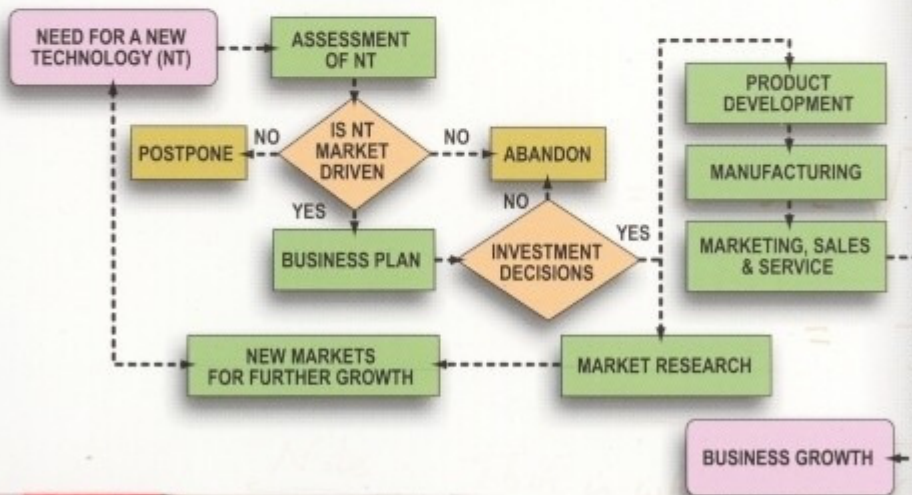 NEED FOR A NEW
TECHNOLOGY (NT)
ASSESSMENT
OF NT
IS NT
MARKET
DRIVEN
NO
POSTPONE
NO
ABANDON
YES
BUSINESS PLAN
INVESTMENT
DECISIONS
NO
YES
PRODUCT
DEVELOPMENT
MANUFACTURING
MARKETING, SALES
& SERVICE
MARKET RESEARCH
NEW MARKETS
FOR FURTHER GROWTH
BUSINESS GROWTH